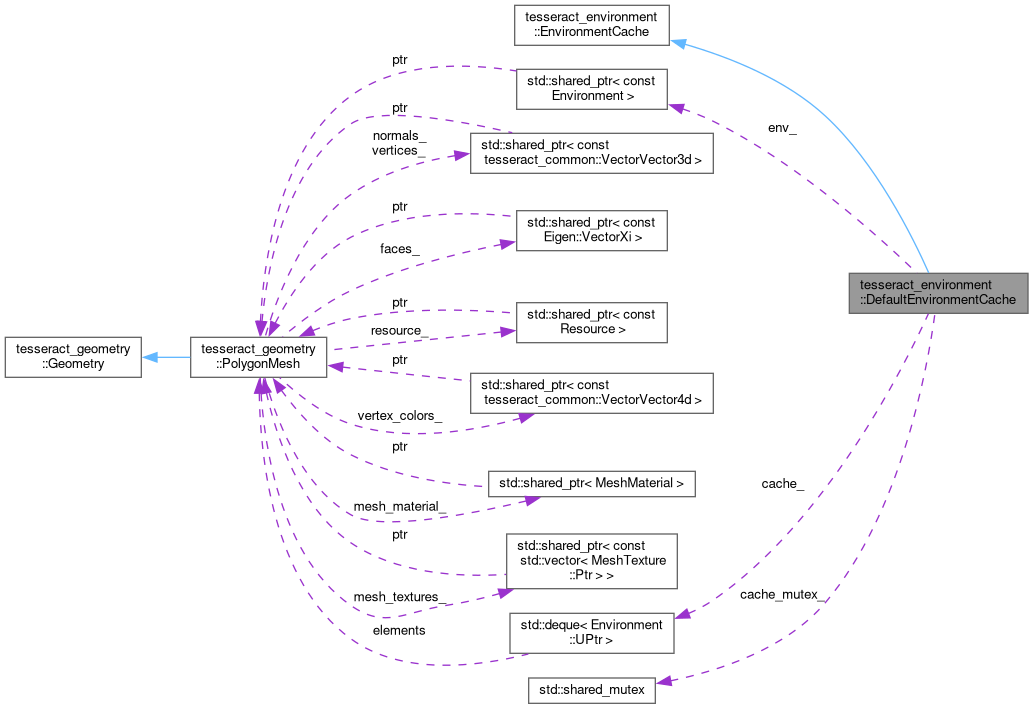 tesseract_environment
::EnvironmentCache
ptr
std::shared_ptr< const
Environment >
ptr
env_
normals_
vertices_
std::shared_ptr< const
tesseract_common::VectorVector3d >
ptr
std::shared_ptr< const
Eigen::VectorXi >
faces_
tesseract_environment
::DefaultEnvironmentCache
ptr
std::shared_ptr< const
Resource >
resource_
tesseract_geometry
::Geometry
tesseract_geometry
::PolygonMesh
ptr
std::shared_ptr< const
tesseract_common::VectorVector4d >
vertex_colors_
ptr
std::shared_ptr< MeshMaterial >
cache_
mesh_material_
ptr
std::shared_ptr< const
std::vector< MeshTexture
::Ptr > >
mesh_textures_
cache_mutex_
elements
std::deque< Environment
::UPtr >
std::shared_mutex